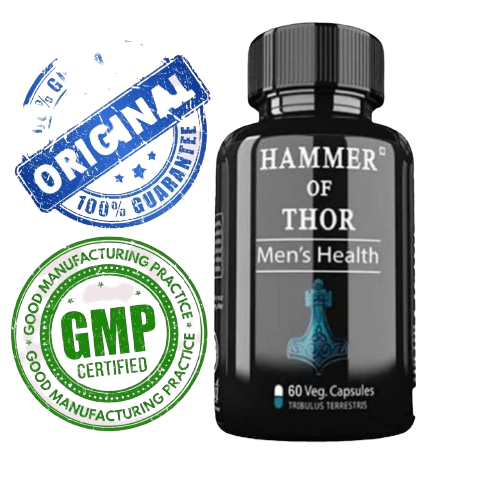 ORIGINAL
100% GUARANTEE
GOOD MANUFACTURING PRACTICE
GMP
CERTIFIED
GOOD MANUFACTURING PRACTICE
HAMMER
OF
THOR
Men's Health
60 Veg. Capsules
TRIBULUS TERRESTRIS